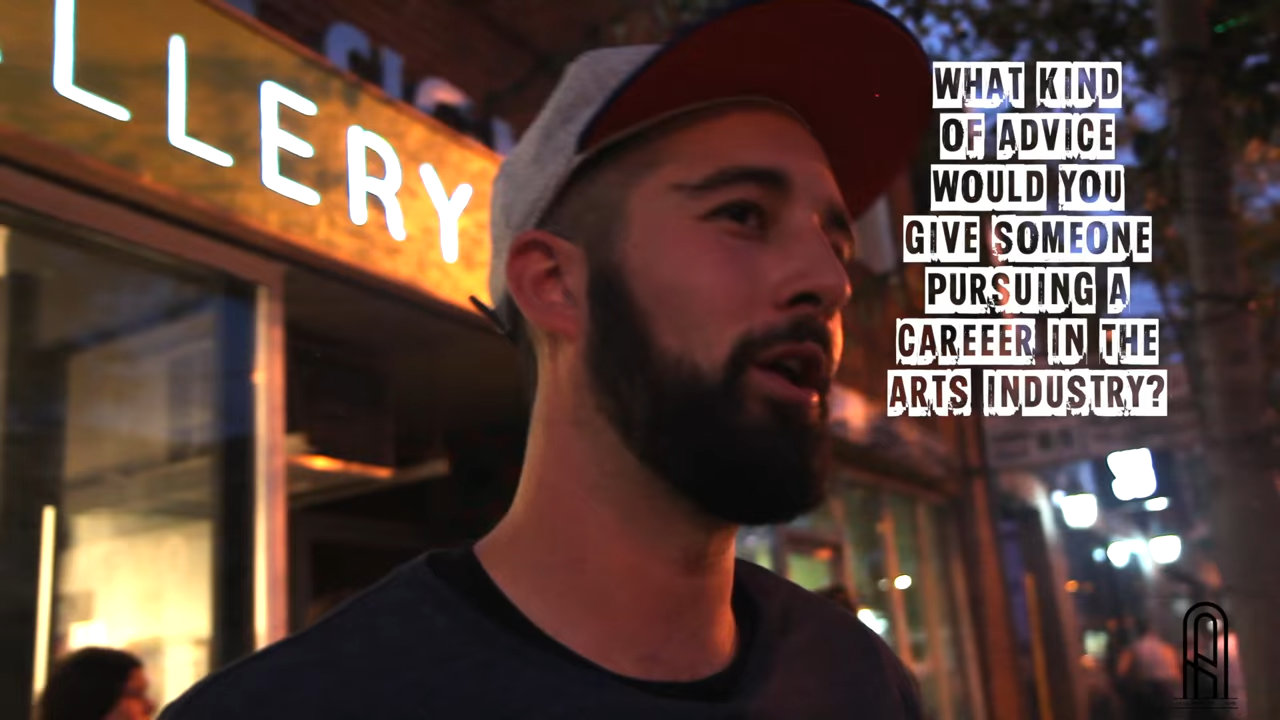 LLERY
WHAT KIND
OF ADVICE
WOULD YOU
GIVE SOMEONE
PURSUING A
CAREEER IN THE
ARTS INDUSTRY?